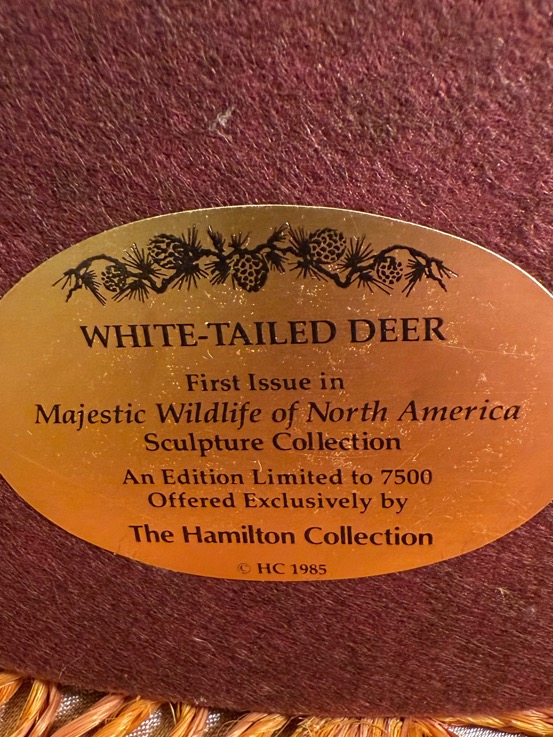 WHITE-TAILED DEER
First Issue in
Majestic Wildlife of North America
Sculpture Collection
An Edition Limited to 7500
Offered Exclusively by
The Hamilton Collection
© HC 1985